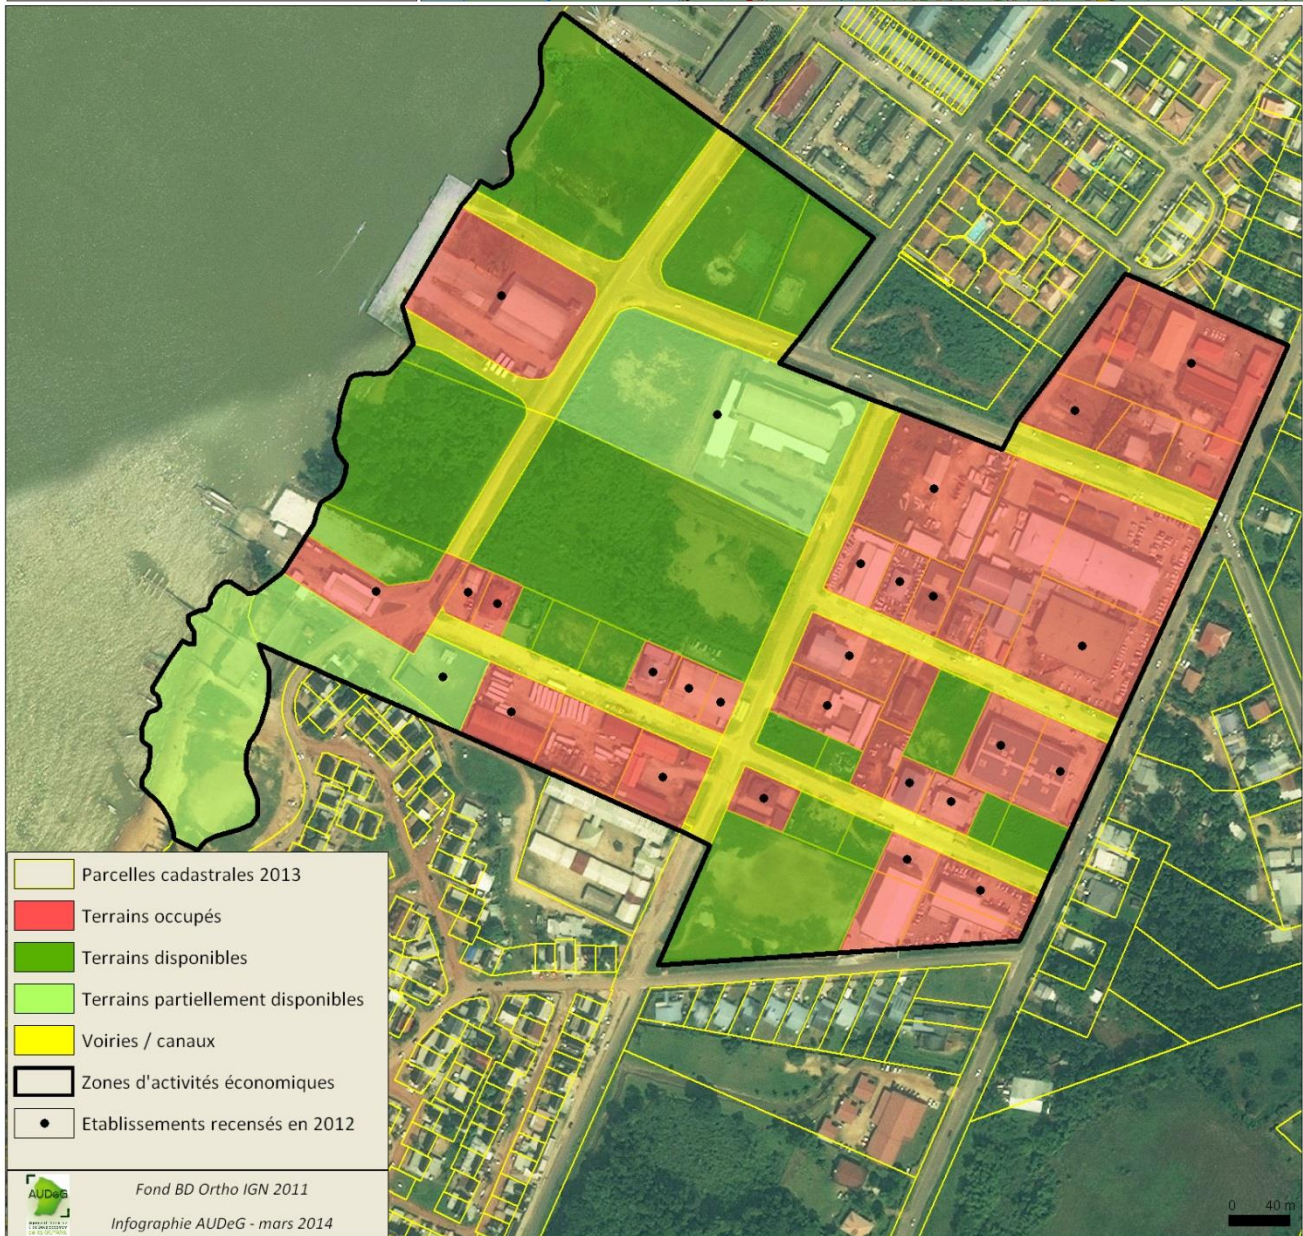 Parcelles cadastrales 2013
Terrains occupés
Terrains disponibles
Terrains partiellement disponibles
Voiries / canaux
Zones d'activités économiques
Etablissements recensés en 2012
AUDeG
Fond BD Ortho IGN 2011
Infographie AUDeG - mars 2014
0 40 m